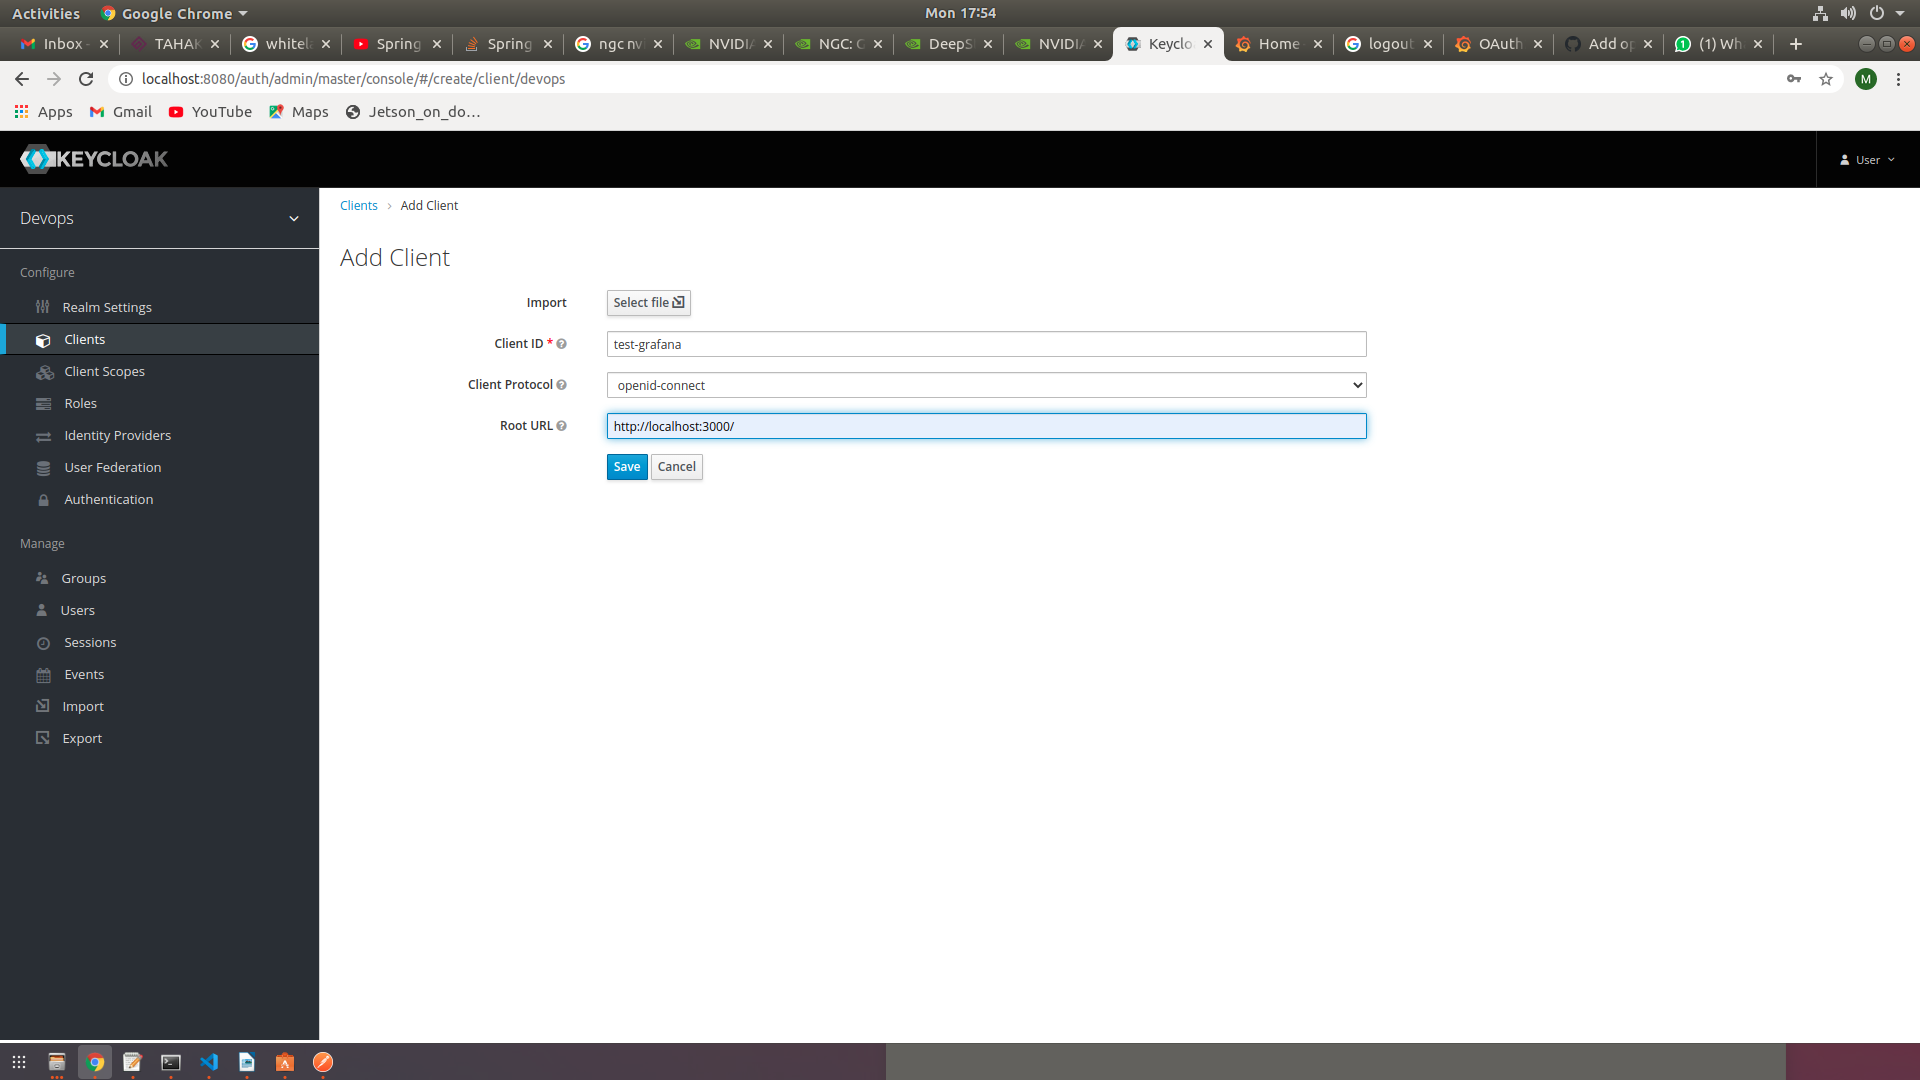 Activities Google Chrome Mon 17:54
Inbox - TAHAK whitela Spring Spring ngc nv NVIDIA NGC: C DeepS NVIDIA Keyclo Home logout OAuth Add op (1) Wh
localhost:8080/auth/admin/master/console/#/create/client/devops M
Apps Gmail YouTube Maps Jetson_on_do...
KEYCLOAK User
Devops
Clients > Add Client
Add Client
Configure
Realm Settings
Clients
Client Scopes
Roles
Identity Providers
User Federation
Authentication
Manage
Groups
Users
Sessions
Events
Import
Export
Import Select file
Client ID * test-grafana
Client Protocol openid-connect
Root URL http://localhost:3000/
Save Cancel